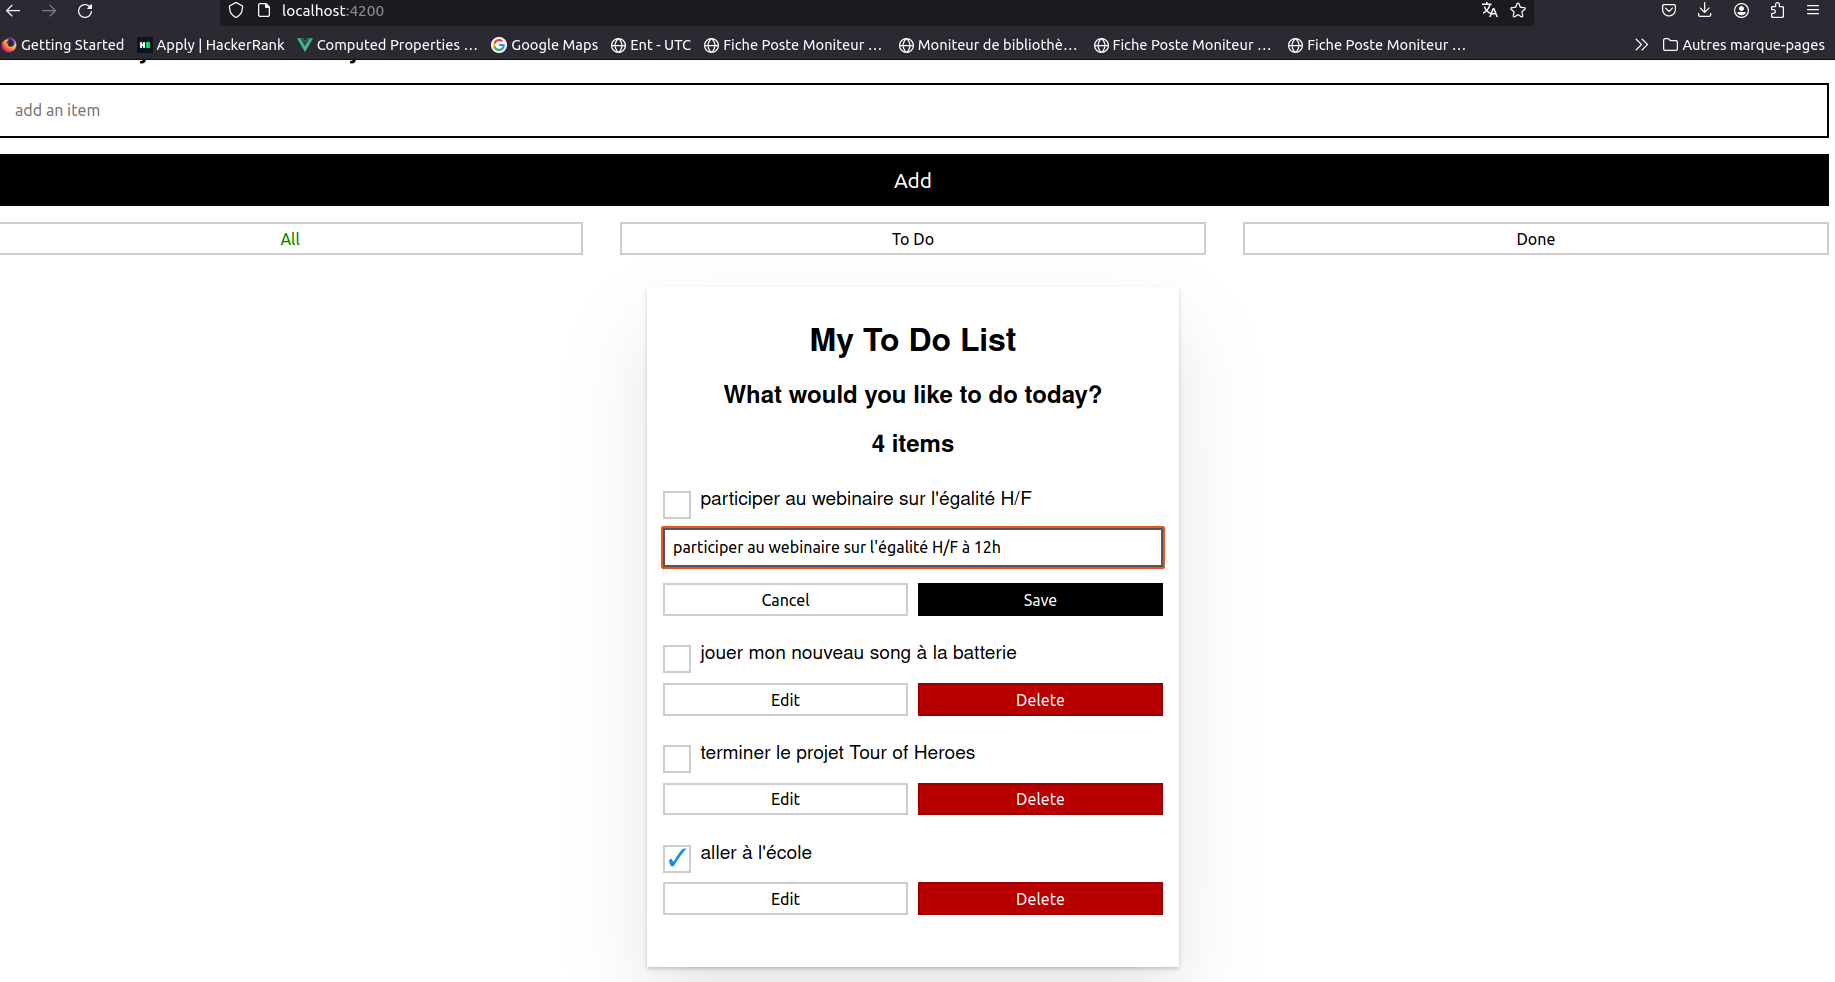 localhost:4200
Getting Started Apply | HackerRank Computed Properties ... Google Maps Ent - UTC Fiche Poste Moniteur ... Moniteur de bibliothè... Fiche Poste Moniteur ... Fiche Poste Moniteur ... Autres marque-pages
add an item
Add
All To Do Done
My To Do List
What would you like to do today?
4 items
participer au webinaire sur l'égalité H/F
participer au webinaire sur l'égalité H/F à 12h
Cancel Save
jouer mon nouveau song à la batterie
Edit Delete
terminer le projet Tour of Heroes
Edit Delete
aller à l'école
Edit Delete